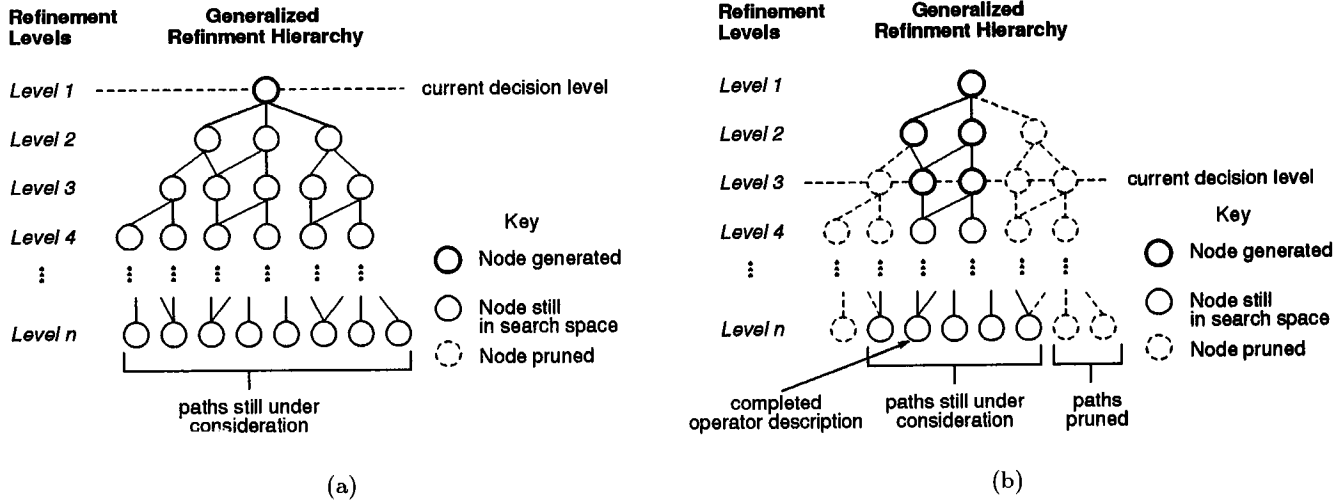 Refinement
Levels
Generalized
Refinment Hierarchy
Level 1
current decision level
Level 2
Level 3
Level 4
Level n
Key
Node generated
Node still
in search space
Node pruned
paths still under
consideration
(a)
Refinement
Levels
Generalized
Refinment Hierarchy
Level 1
Level 2
Level 3
current decision level
Level 4
Level n
Key
Node generated
Node still
in search space
Node pruned
completed
operator description
paths still under
consideration
paths
pruned
(b)